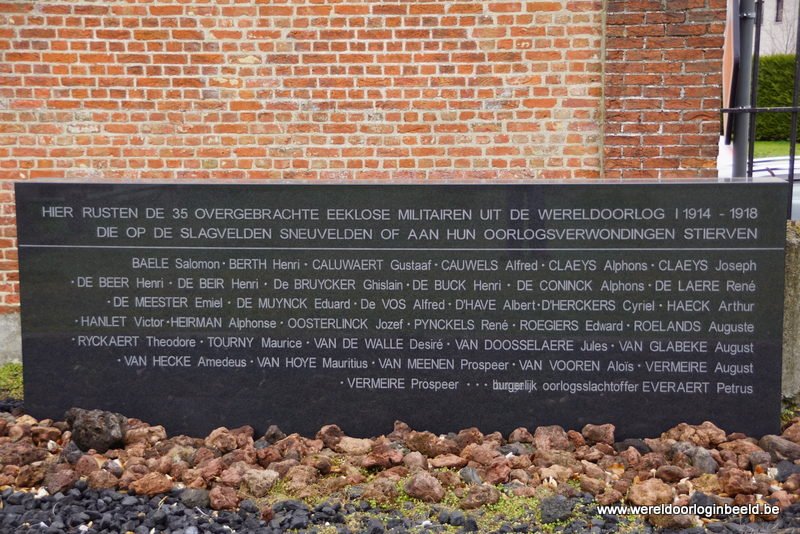 HIER RUSTEN DE 35 OVERGEBRACHTE EEKLOSE MILITAIREN UIT DE WERELDOORLOG I 1914 - 1918
DIE OP DE SLAGVELDEN SNEUVELDEN OF AAN HUN OORLOGSVERWONDINGEN STIERVEN
BAELE Salomon · BERTH Henri · CALUWAERT Gustaaf · CAUWELS Alfred · CLAEYS Alphons · CLAEYS Joseph
· DE BEER Henri · DE BEIR Henri · De BRUYCKER Ghislain · DE BUCK Henri · DE CONINCK Alphons · DE LAERE René
· DE MEESTER Emiel · DE MUYNCK Eduard · De VOS Alfred · D'HAVE Albert · D'HERCKERS Cyriel · HAECK Arthur
· HANLET Victor · HEIRMAN Alphonse · OOSTERLINCK Jozef · PYNCKELS René · ROEGIERS Edward · ROELANDS Auguste
· RYCKAERT Theodore · TOURNY Maurice · VAN DE WALLE Desiré · VAN DOOSSELAERE Jules · VAN GLABEKE August
· VAN HECKE Amedeus · VAN HOYE Mauritius · VAN MEENEN Prospeer · VAN VOOREN Aloïs · VERMEIRE August
· VERMEIRE Prospeer · · · burgerlijk oorlogsslachtoffer EVERAERT Petrus
www.wereldoorloginbeeld.be